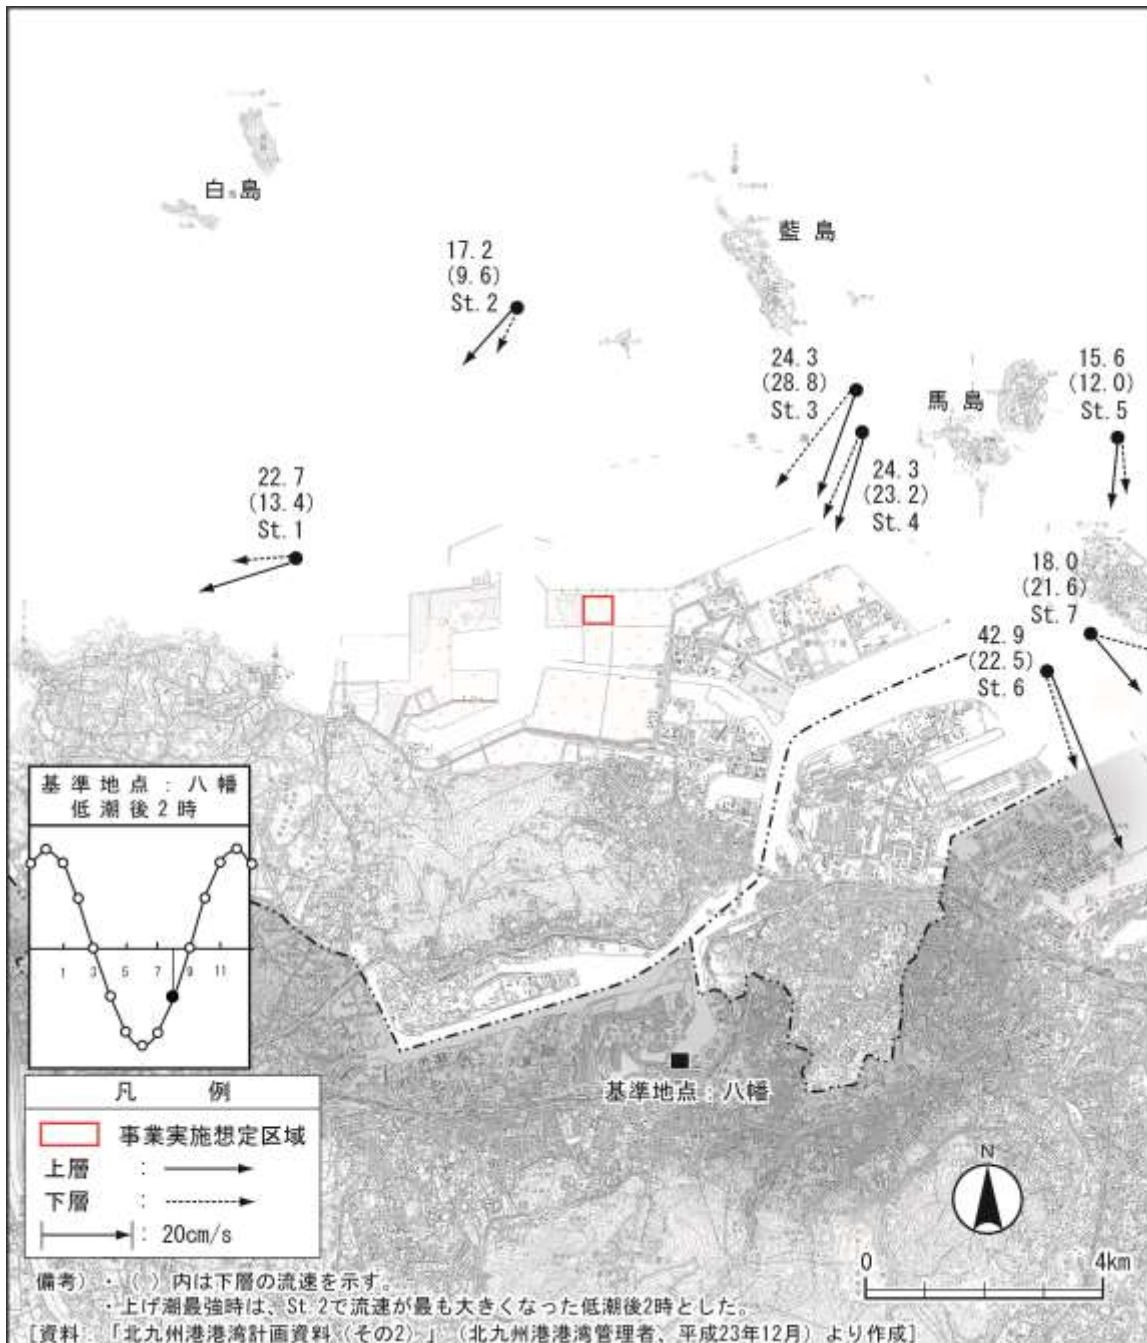 白島
藍島
17.2
(9.6)
St.2
24.3
(28.8)
St.3
馬島
15.6
(12.0)
St.5
22.7
(13.4)
St.1
24.3
(23.2)
St.4
18.0
(21.6)
St.7
42.9
(22.5)
St.6
基準地点:八幡
低潮後2時
1 3 5 7 9 11
基準地点:八幡
凡 例
事業実施想定区域
上層 :
下層 :
: 20cm/s
N
0 4km
備考)・( )内は下層の流速を示す。
・上げ潮最強時は、St.2で流速が最も大きくなった低潮後2時とした。
[資料:「北九州港港湾計画資料(その2)」(北九州港港湾管理者、平成23年12月)より作成]